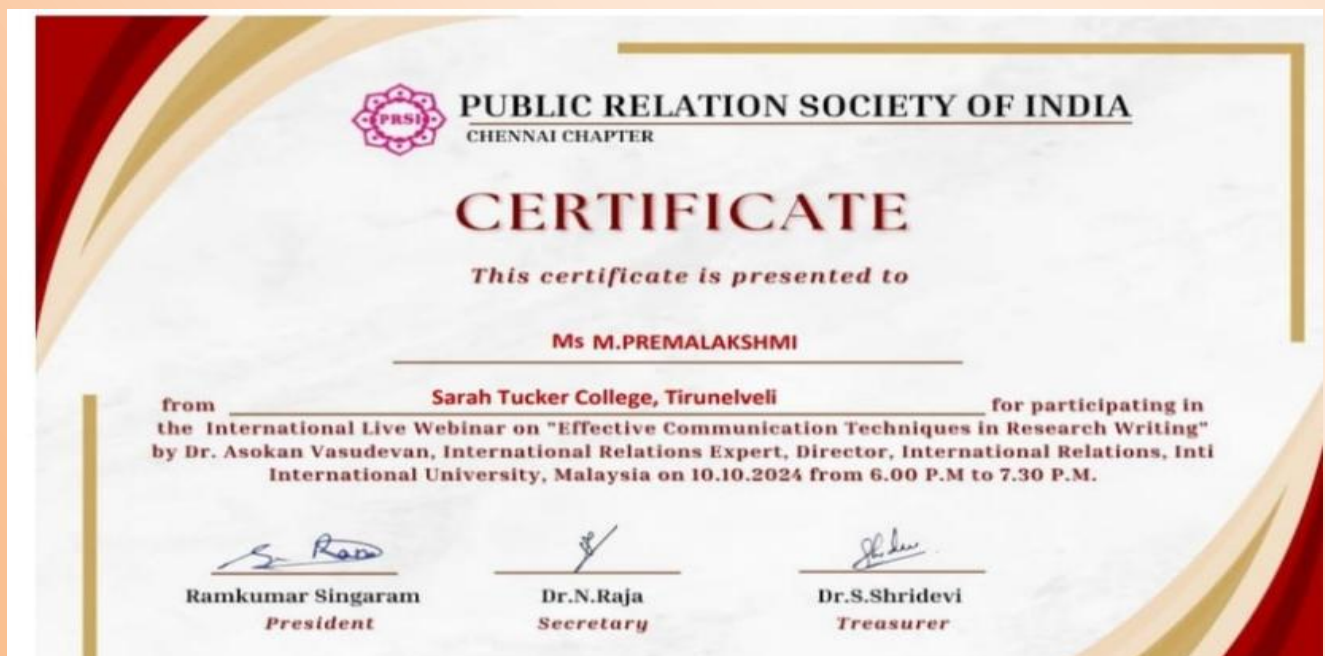 PRSI
PUBLIC RELATION SOCIETY OF INDIA
CHENNAI CHAPTER
CERTIFICATE
This certificate is presented to
Ms M.PREMALAKSHMI
from Sarah Tucker College, Tirunelveli for participating in
the International Live Webinar on "Effective Communication Techniques in Research Writing"
by Dr. Asokan Vasudevan, International Relations Expert, Director, International Relations, Inti
International University, Malaysia on 10.10.2024 from 6.00 P.M to 7.30 P.M.
Ramkumar Singaram Dr.N.Raja Dr.S.Shridevi
President Secretary Treasurer